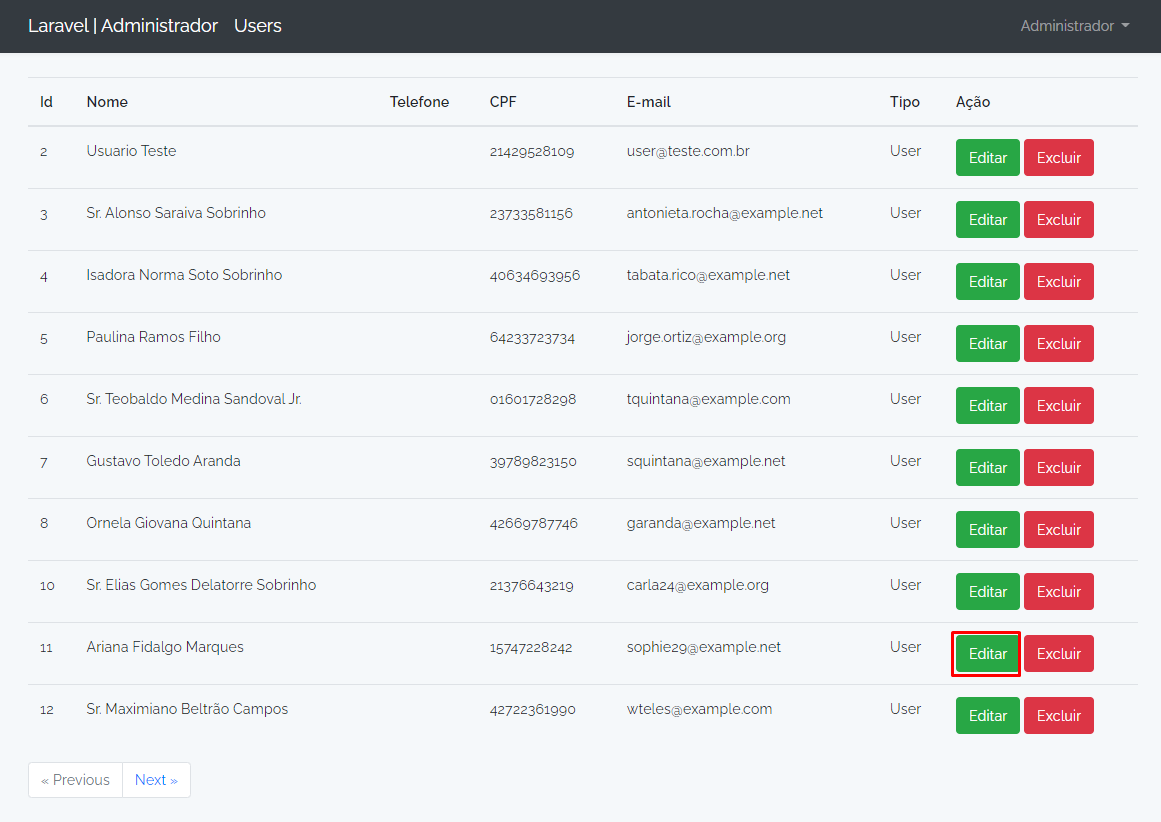 Laravel | Administrador Users Administrador
Id Nome Telefone CPF E-mail Tipo Ação
2 Usuario Teste 21429528109 user@teste.com.br User Editar Excluir
3 Sr. Alonso Saraiva Sobrinho 23733581156 antonieta.rocha@example.net User Editar Excluir
4 Isadora Norma Soto Sobrinho 40634693956 tabata.rico@example.net User Editar Excluir
5 Paulina Ramos Filho 64233723734 jorge.ortiz@example.org User Editar Excluir
6 Sr. Teobaldo Medina Sandoval Jr. 01601728298 tquintana@example.com User Editar Excluir
7 Gustavo Toledo Aranda 39789823150 squintana@example.net User Editar Excluir
8 Ornela Giovana Quintana 42669787746 garanda@example.net User Editar Excluir
10 Sr. Elias Gomes Delatorre Sobrinho 21376643219 carla24@example.org User Editar Excluir
11 Ariana Fidalgo Marques 15747228242 sophie29@example.net User Editar Excluir
12 Sr. Maximiano Beltrão Campos 42722361990 wteles@example.com User Editar Excluir
« Previous Next »